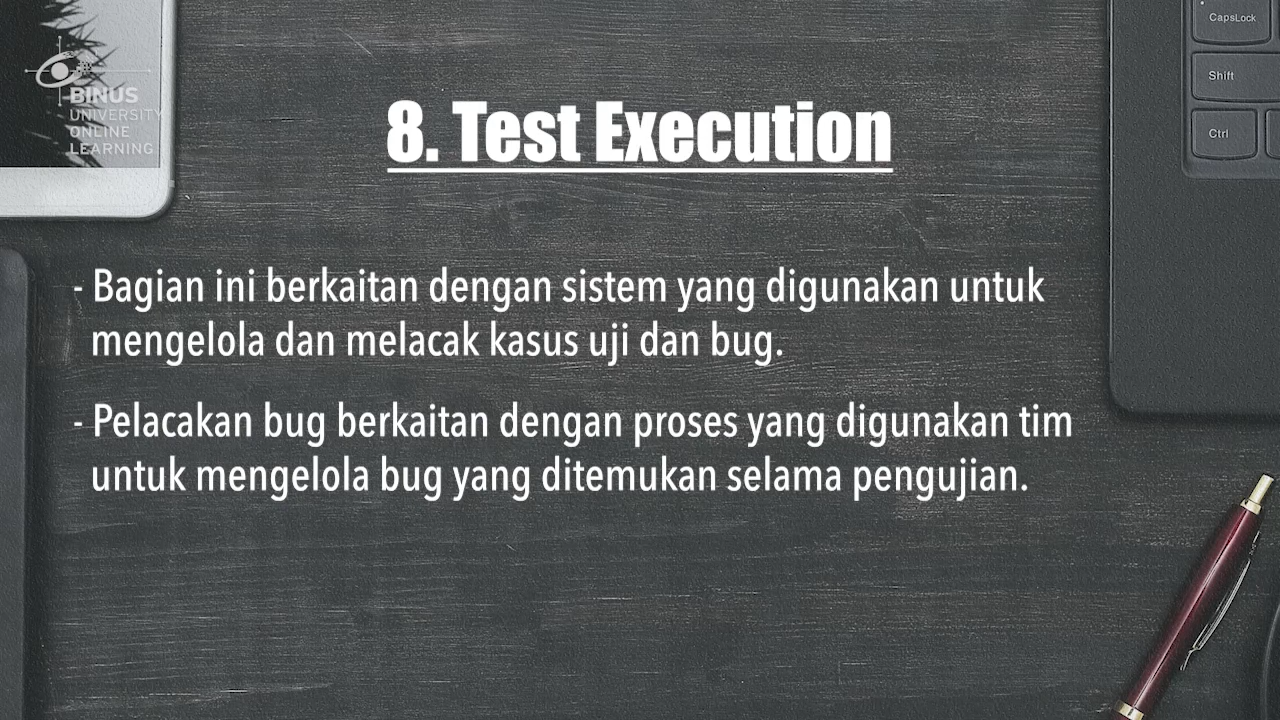 BINUS
UNIVERSITY
ONLINE
LEARNING
CapsLock
Shift
Ctrl
8. Test Execution
- Bagian ini berkaitan dengan sistem yang digunakan untuk
mengelola dan melacak kasus uji dan bug.
- Pelacakan bug berkaitan dengan proses yang digunakan tim
untuk mengelola bug yang ditemukan selama pengujian.